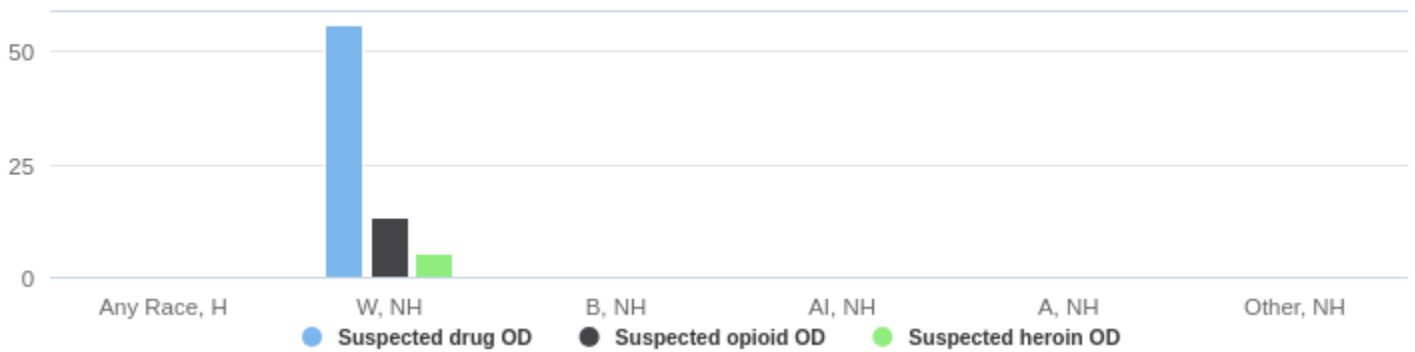 50
25
0
Any Race, H W, NH B, NH AI, NH A, NH Other, NH
Suspected drug OD Suspected opioid OD Suspected heroin OD